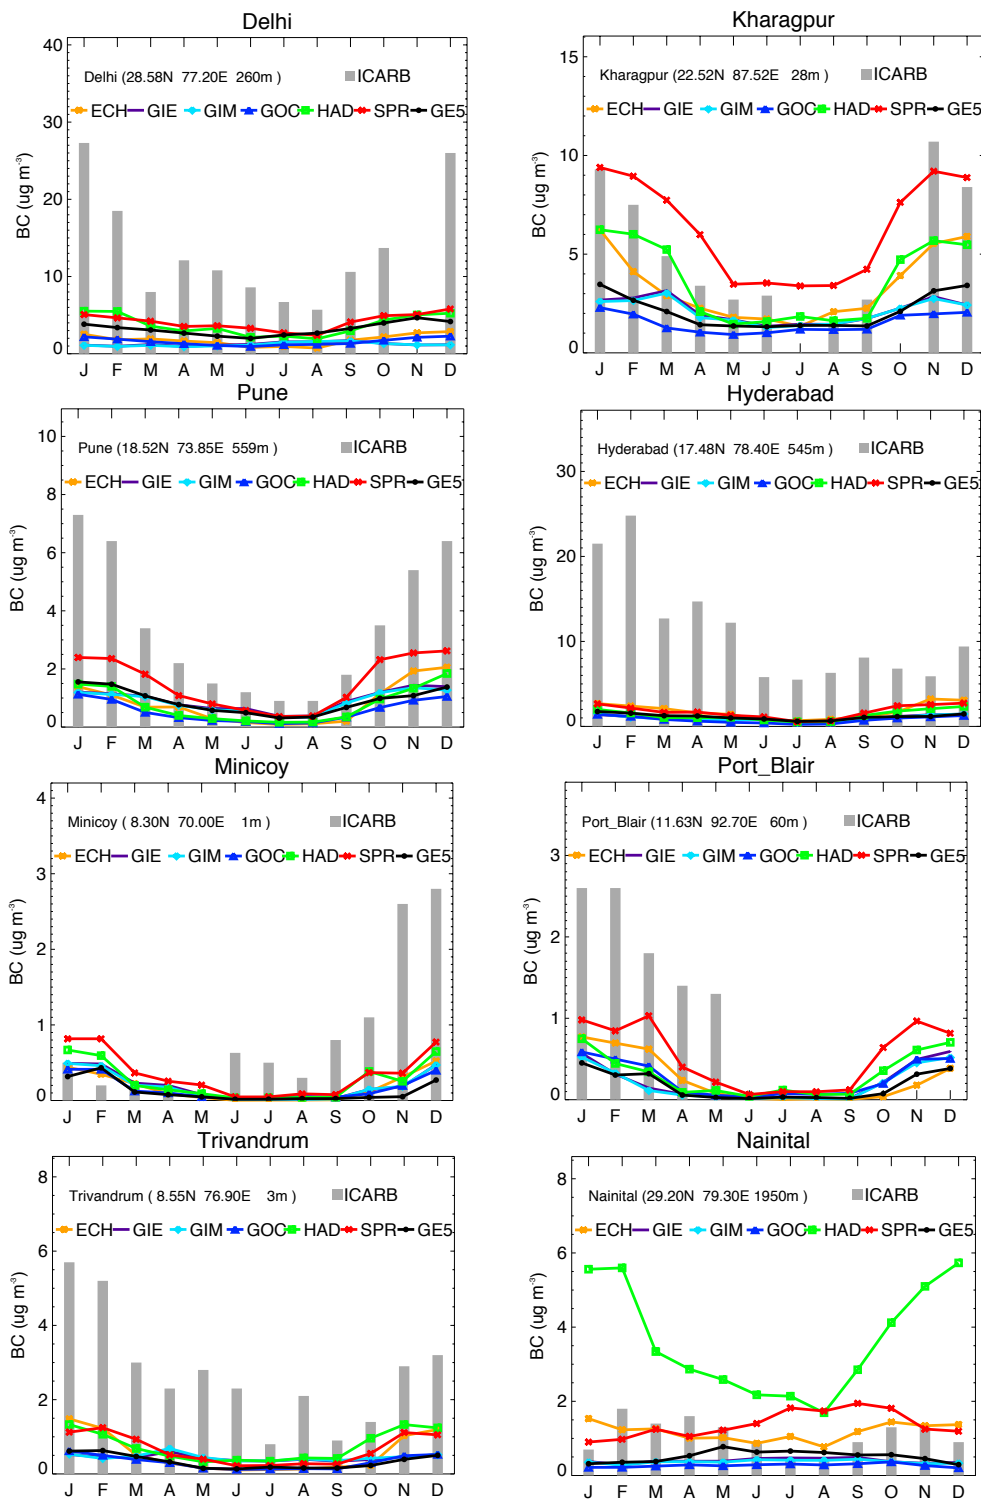 Delhi
Delhi (28.58N 77.20E 260m ) ICARB
ECH GIE GIM GOC HAD SPR GE5
BC (ug m-3)
40
30
20
10
0
J F M A M J J A S O N D
Kharagpur
Kharagpur (22.52N 87.52E 28m ) ICARB
ECH GIE GIM GOC HAD SPR GE5
BC (ug m-3)
15
10
5
0
J F M A M J J A S O N D
Pune
Pune (18.52N 73.85E 559m ) ICARB
ECH GIE GIM GOC HAD SPR GE5
BC (ug m-3)
10
8
6
4
2
0
J F M A M J J A S O N D
Hyderabad
Hyderabad (17.48N 78.40E 545m ) ICARB
ECH GIE GIM GOC HAD SPR GE5
BC (ug m-3)
30
20
10
0
J F M A M J J A S O N D
Minicoy
Minicoy ( 8.30N 70.00E 1m ) ICARB
ECH GIE GIM GOC HAD SPR GE5
BC (ug m-3)
4
3
2
1
0
J F M A M J J A S O N D
Port_Blair
Port_Blair (11.63N 92.70E 60m ) ICARB
ECH GIE GIM GOC HAD SPR GE5
BC (ug m-3)
3
2
1
0
J F M A M J J A S O N D
Trivandrum
Trivandrum ( 8.55N 76.90E 3m ) ICARB
ECH GIE GIM GOC HAD SPR GE5
BC (ug m-3)
8
6
4
2
0
J F M A M J J A S O N D
Nainital
Nainital (29.20N 79.30E 1950m ) ICARB
ECH GIE GIM GOC HAD SPR GE5
BC (ug m-3)
8
6
4
2
0
J F M A M J J A S O N D